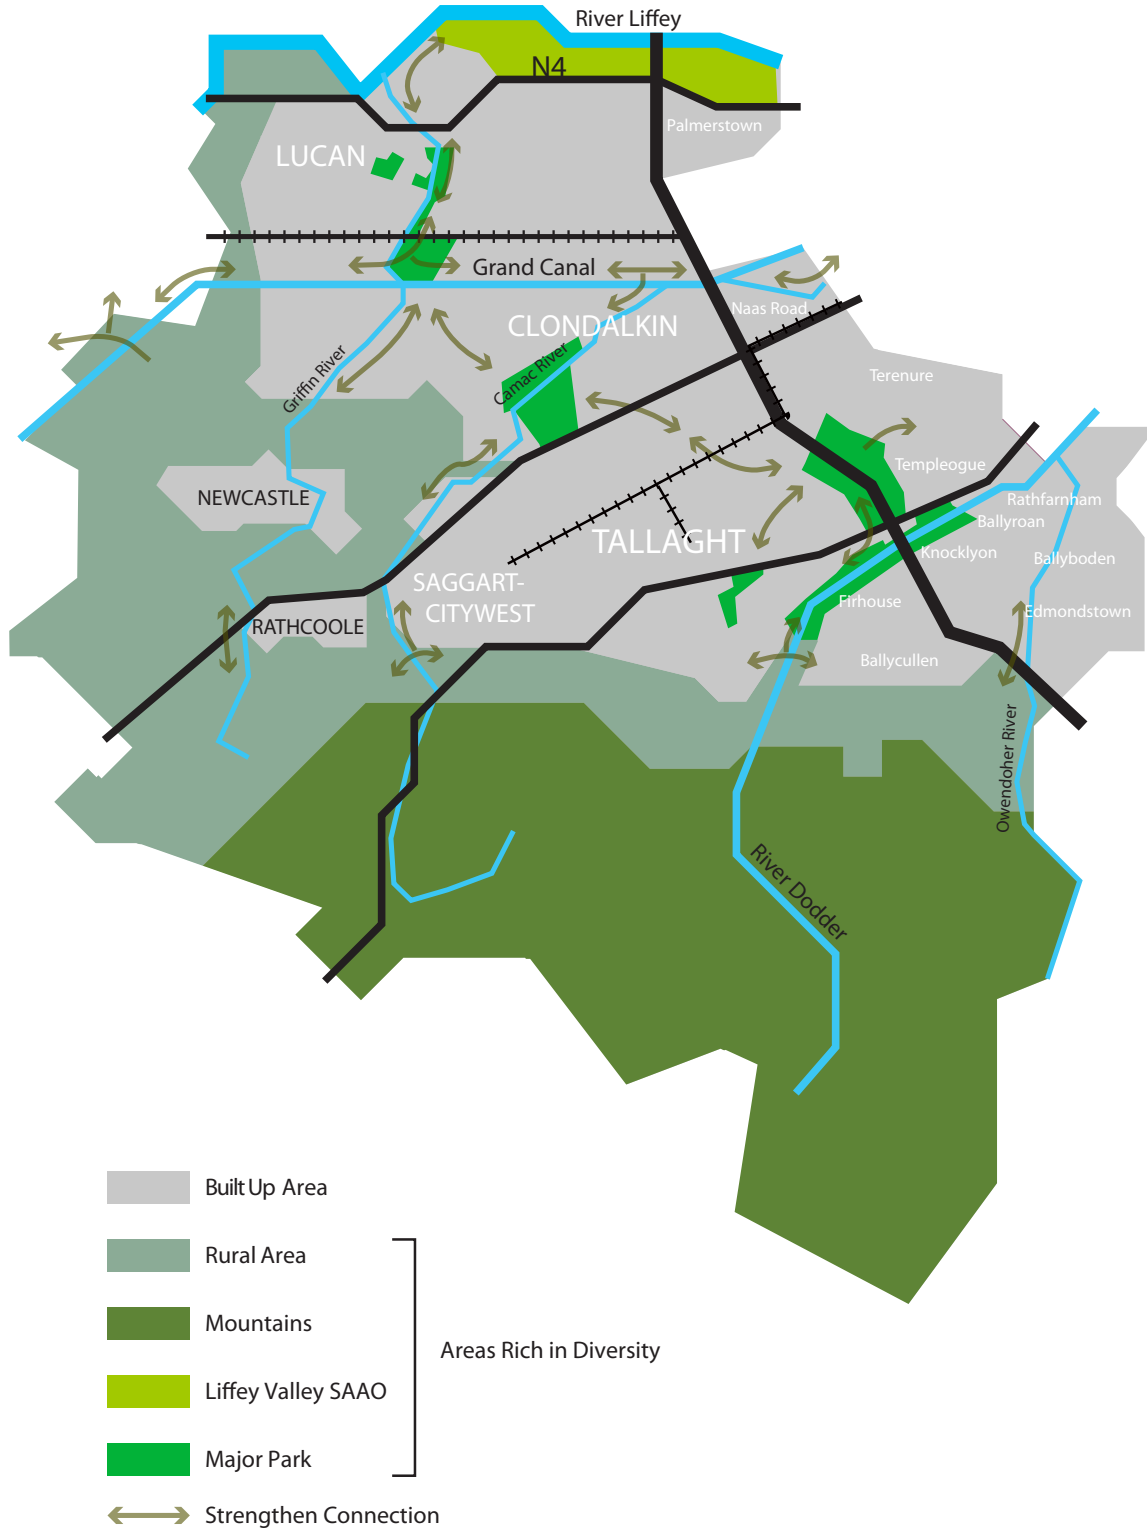 River Liffey
N4
Palmerstown
LUCAN
Grand Canal
Naas Road
CLONDALKIN
Griffin River
Camac River
Terenure
Templeogue
NEWCASTLE
Rathfarnham
Ballyroan
TALLAGHT
Knocklyon
Ballyboden
SAGGART-
CITYWEST
Firhouse
Edmondstown
RATHCOOLE
Ballycullen
Owendoher River
River Dodder
Built Up Area
Rural Area
Mountains
Areas Rich in Diversity
Liffey Valley SAAO
Major Park
Strengthen Connection